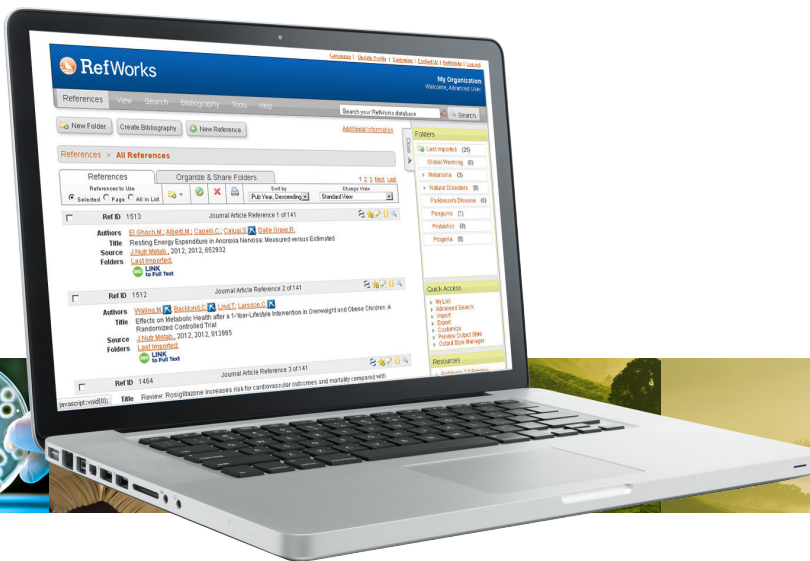 Language | Update Profile | Customize | Contact Us | RefMobile | Log out
RefWorks
My Organization
Welcome, Advanced User.
References View Search Bibliography Tools Help
Search your RefWorks database Search
New Folder Create Bibliography New Reference
Additional Information
References > All References
References Organize & Share Folders
1 2 3 Next Last
References to Use
Selected Page All in List
Sort by
Pub Year, Descending
Change View
Standard View
Ref ID 1513 Journal Article Reference 1 of 141
Authors El Ghoch,M.; Alberti,M.; Capelli,C.; Calugi,S.; Dalle Grave,R.
Title Resting Energy Expenditure in Anorexia Nervosa: Measured versus Estimated
Source J.Nutr.Metab., 2012, 2012, 652932
Folders Last Imported;
360 LINK
to Full Text
Ref ID 1512 Journal Article Reference 2 of 141
Authors Waling,M.; Backlund,C.; Lind,T.; Larsson,C.
Title Effects on Metabolic Health after a 1-Year-Lifestyle Intervention in Overweight and Obese Children: A
Randomized Controlled Trial
Source J.Nutr.Metab., 2012, 2012, 913965
Folders Last Imported;
360 LINK
to Full Text
Ref ID 1464 Journal Article Reference 3 of 141
Title Review: Rosiglitazone increases risk for cardiovascular outcomes and mortality compared with
javascript:void(0);
Close
Folders
Last Imported (25)
Global Warming (6)
Melanoma (3)
Natural Disasters (9)
Parkinson's Disease (6)
Penguins (1)
Probiotics (6)
Progeria (8)
Quick Access
My List
Advanced Search
Import
Export
Customize
Preview Output Style
Output Style Manager
Resources